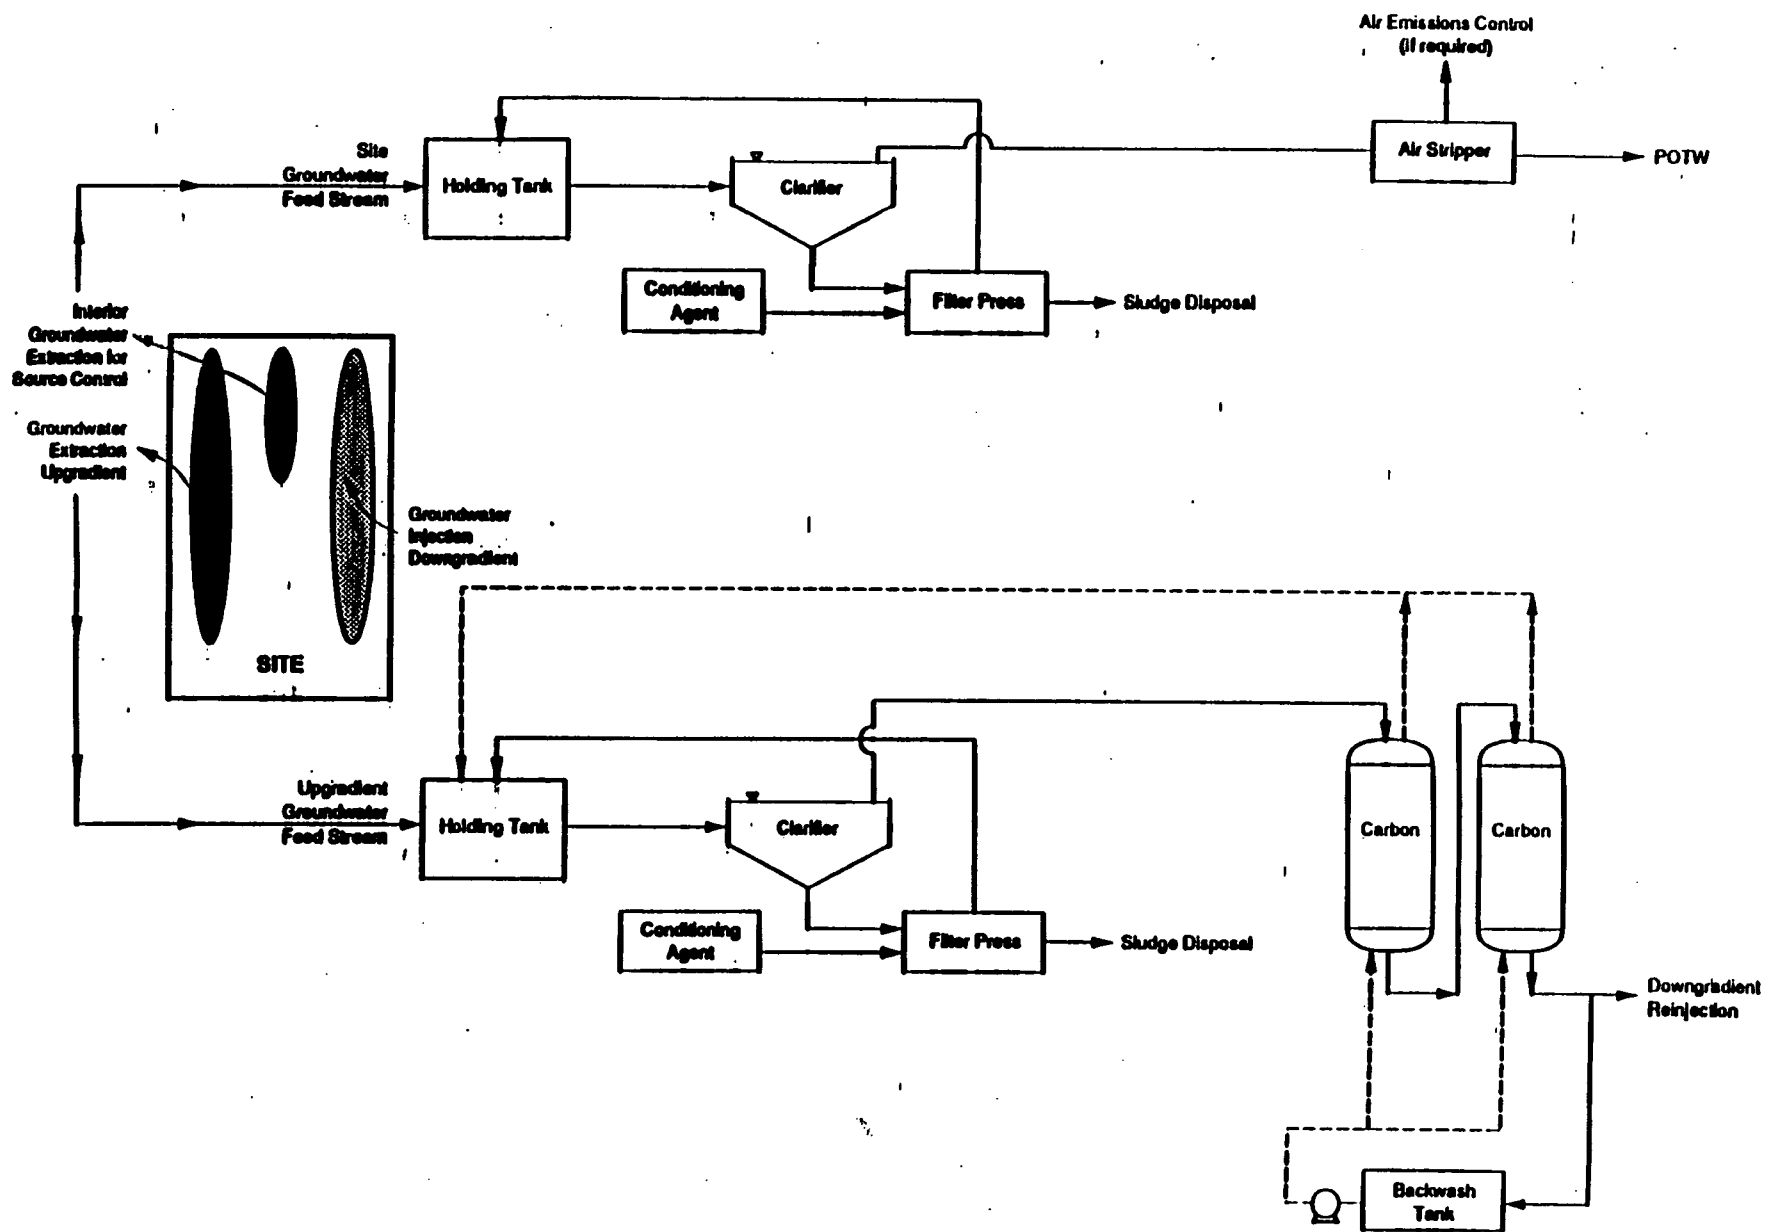 Air Emissions Control
(if required)
Air Stripper
POTW
Site
Groundwater
Feed Stream
Holding Tank
Clarifier
Conditioning
Agent
Filter Press
Sludge Disposal
Interior
Groundwater
Extraction for
Source Control
Groundwater
Extraction
Upgradient
Groundwater
Injection
Downgradient
SITE
Upgradient
Groundwater
Feed Stream
Holding Tank
Clarifier
Conditioning
Agent
Filter Press
Sludge Disposal
Carbon
Carbon
Downgradient
Reinjection
Backwash
Tank